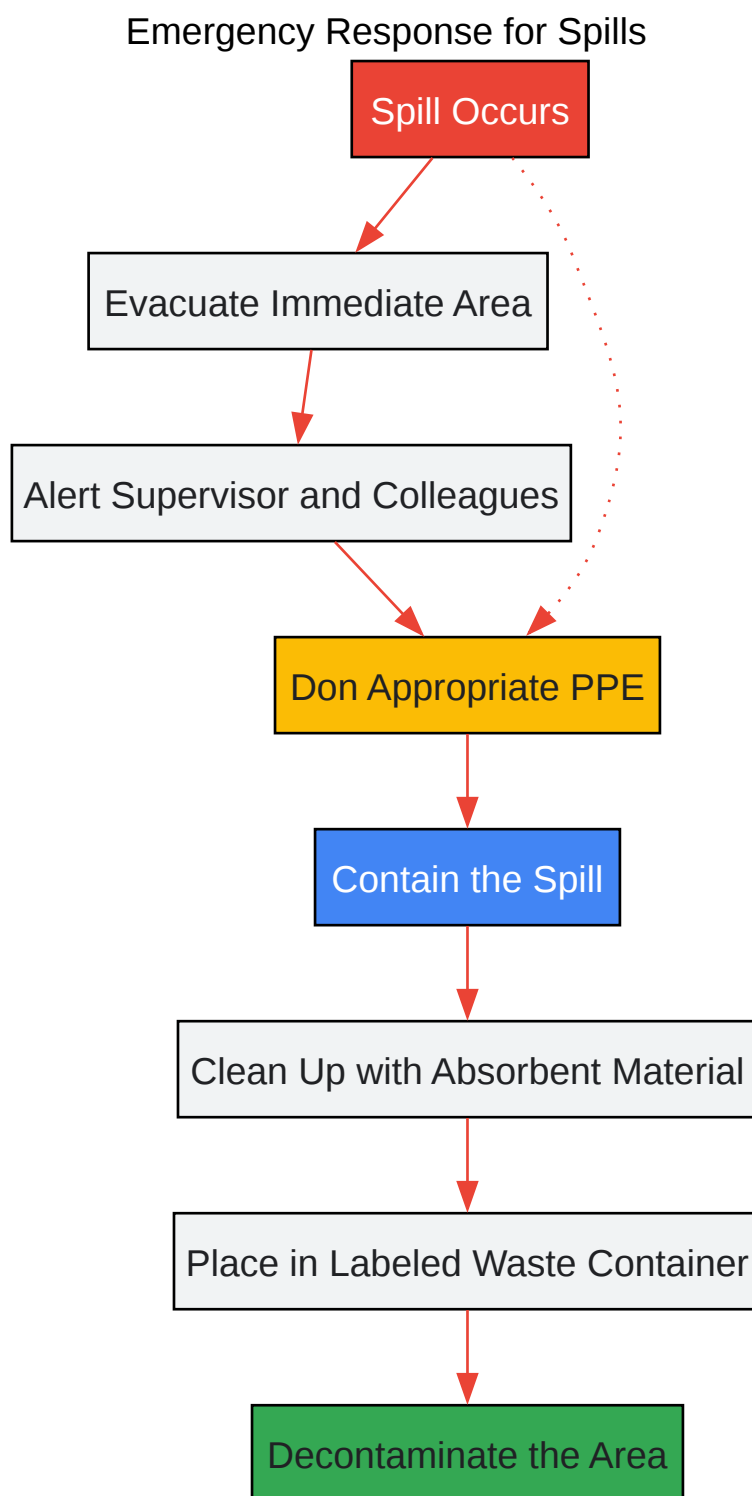 Emergency Response for Spills
Spill Occurs
Evacuate Immediate Area
Alert Supervisor and Colleagues
Don Appropriate PPE
Contain the Spill
Clean Up with Absorbent Material
Place in Labeled Waste Container
Decontaminate the Area